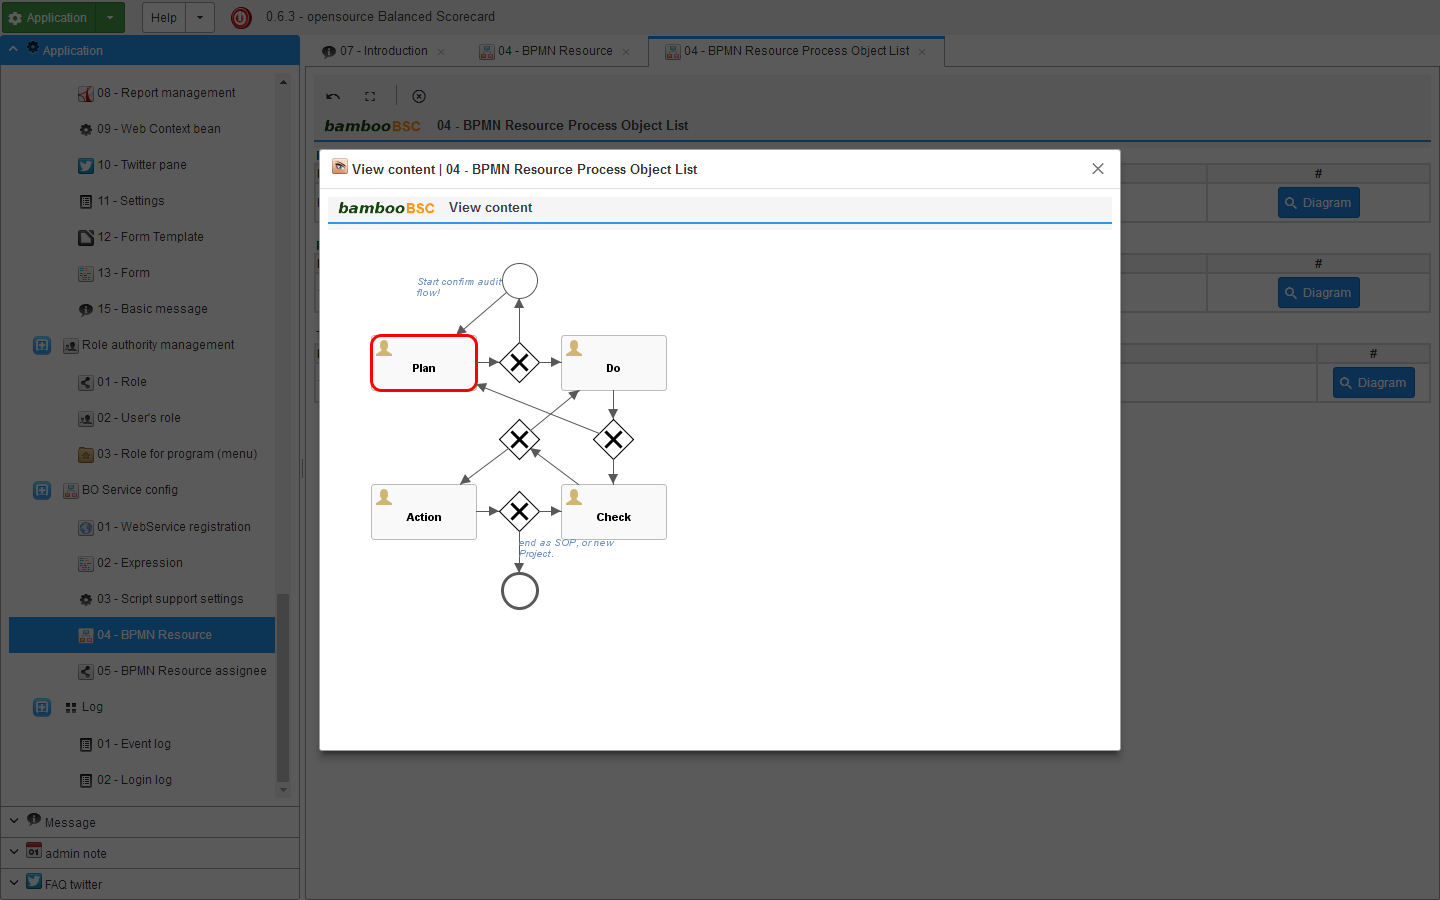 Application
Help
0.6.3 - opensource Balanced Scorecard
Application
07 - Introduction
04 - BPMN Resource
04 - BPMN Resource Process Object List
08 - Report management
09 - Web Context bean
10 - Twitter pane
11 - Settings
12 - Form Template
13 - Form
15 - Basic message
Role authority management
01 - Role
02 - User's role
03 - Role for program (menu)
BO Service config
01 - WebService registration
02 - Expression
03 - Script support settings
04 - BPMN Resource
05 - BPMN Resource assignee
Log
01 - Event log
02 - Login log
Message
admin note
FAQ twitter
bambooBSC 04 - BPMN Resource Process Object List
#
Diagram
#
Diagram
#
Diagram
View content | 04 - BPMN Resource Process Object List
bambooBSC View content
Start confirm audit
flow!
Plan
Do
Action
Check
end as SOP, or new
Project.